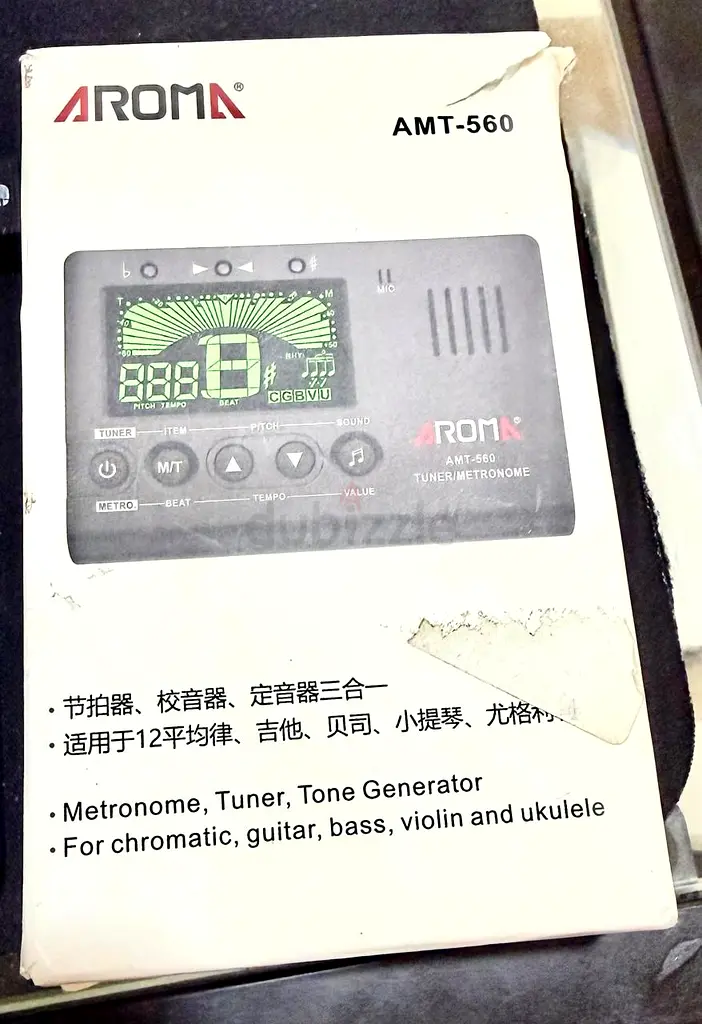 AROMA®
AMT-560
♭ ▶ ◀ ♯
MIC
T M
888 8 ♯
RHY
PITCH TEMPO BEAT
C G B V U
TUNER ITEM PITCH SOUND
M/T ▲ ▼
METRO. BEAT TEMPO VALUE
AROMA®
AMT-560
TUNER/METRONOME
dubizzle
• 节拍器、校音器、定音器三合一
• 适用于12平均律、吉他、贝司、小提琴、尤格利
• Metronome, Tuner, Tone Generator
• For chromatic, guitar, bass, violin and ukulele